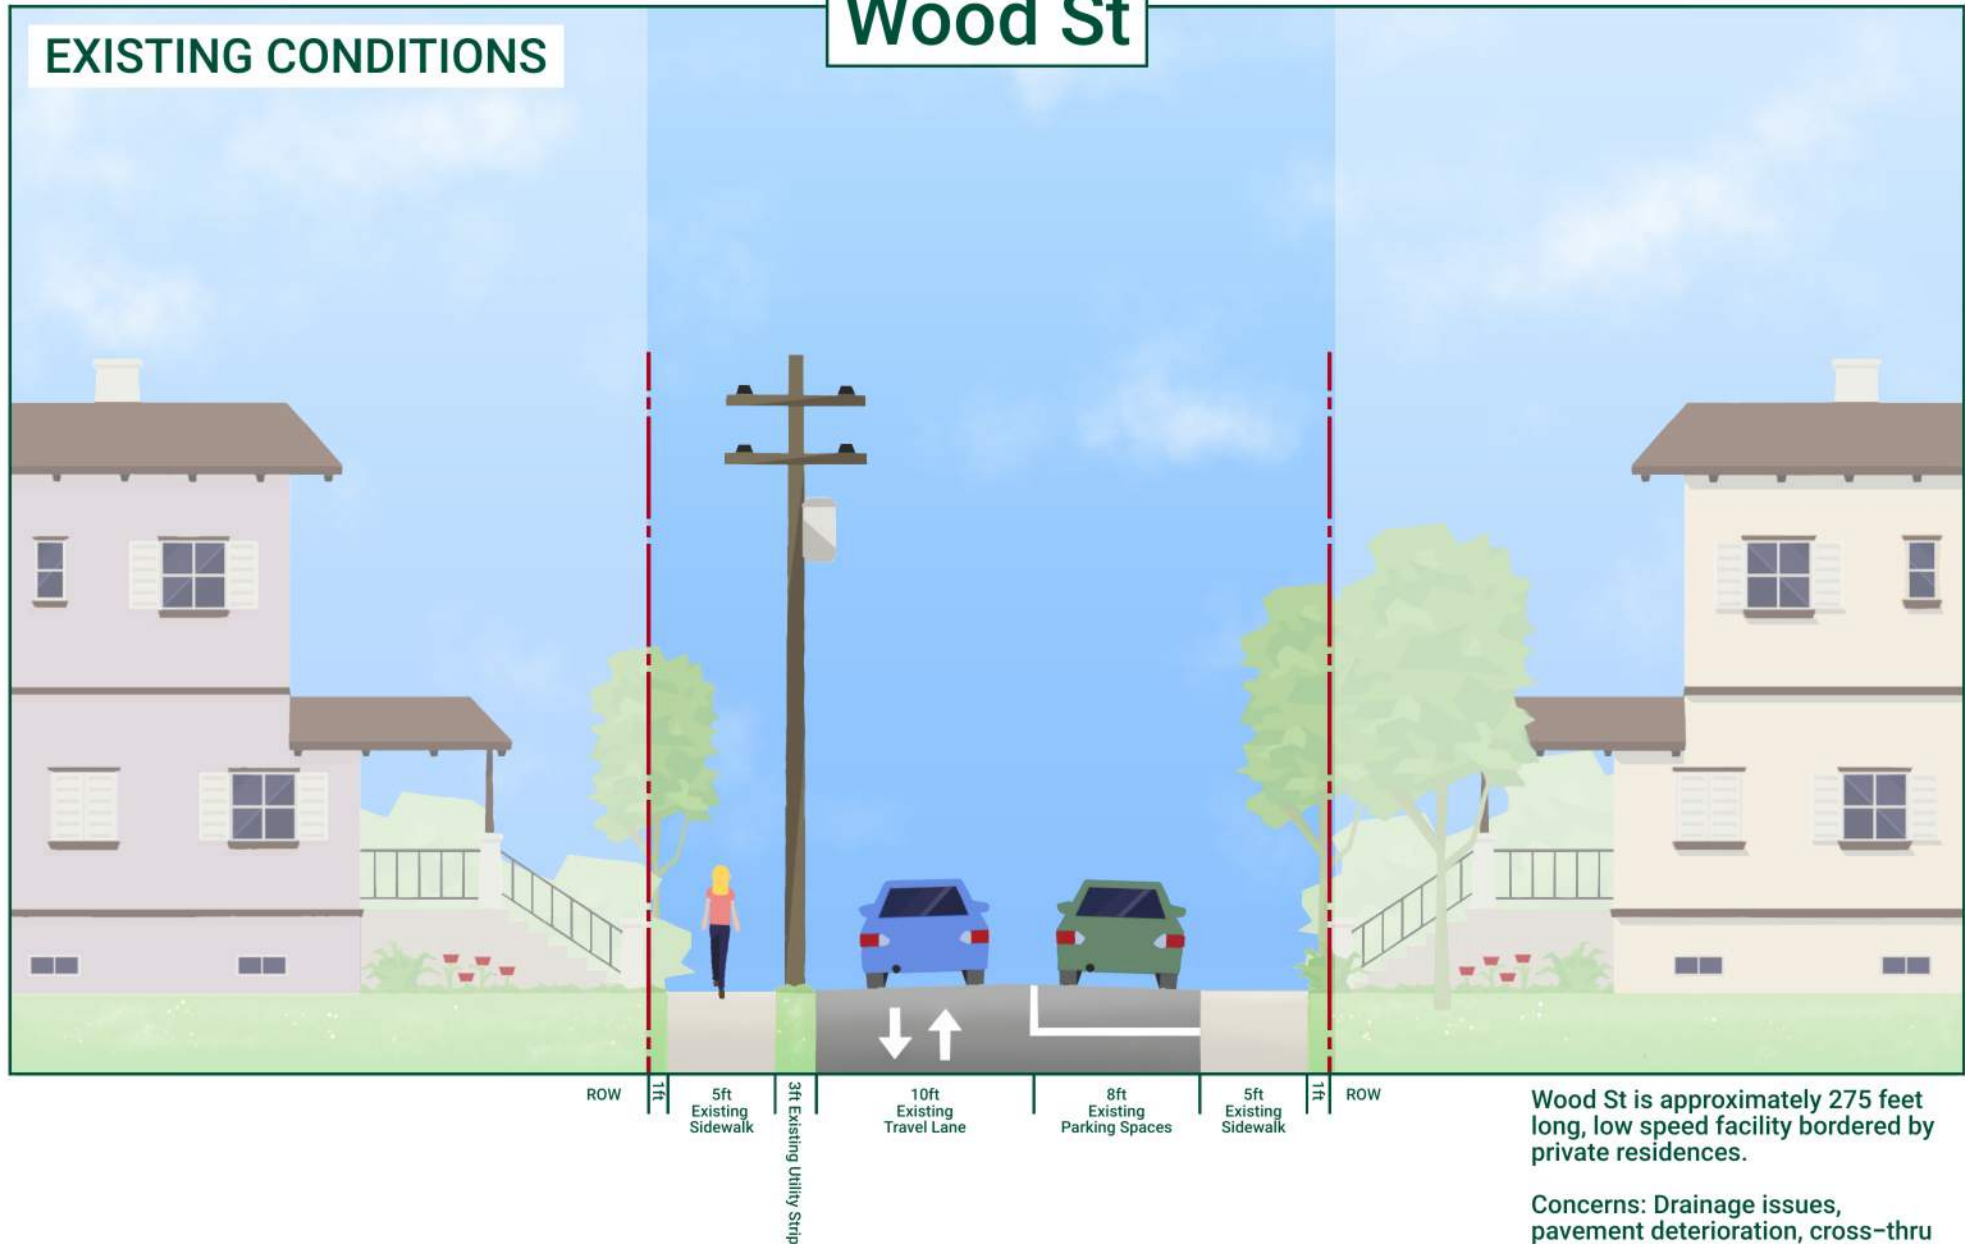 Wood St
EXISTING CONDITIONS
ROW
1ft
5ft
Existing
Sidewalk
3ft Existing Utility Strip
10ft
Existing
Travel Lane
8ft
Existing
Parking Spaces
5ft
Existing
Sidewalk
1ft
ROW
Wood St is approximately 275 feet
long, low speed facility bordered by
private residences.
Concerns: Drainage issues,
pavement deterioration, cross-thru